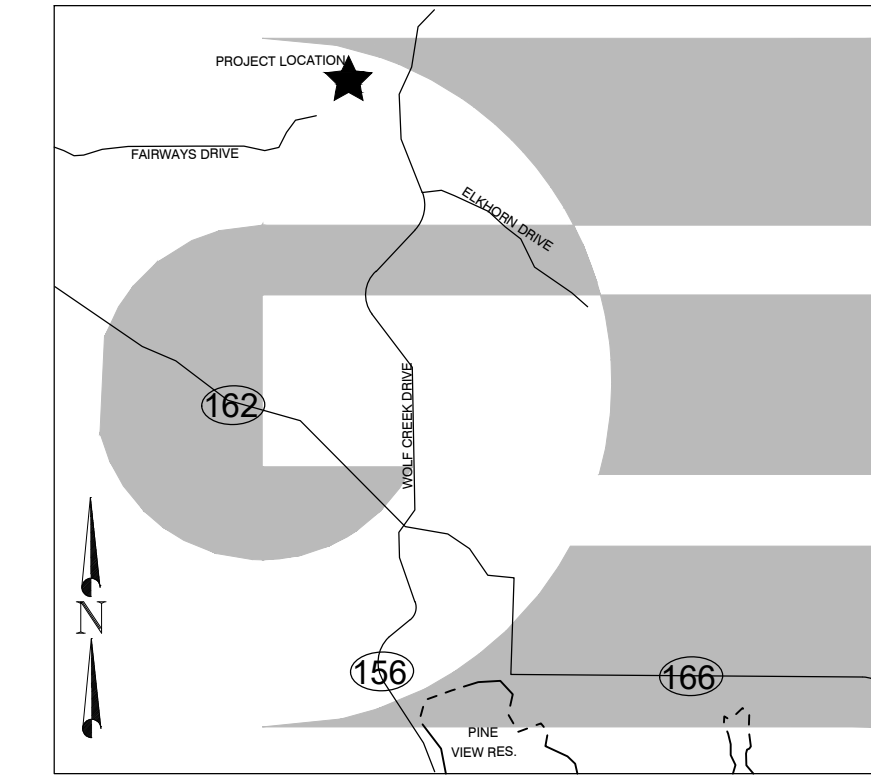 PROJECT LOCATION
FAIRWAYS DRIVE
ELKHORN DRIVE
WOLF CREEK DRIVE
162
N
156
166
PINE
VIEW RES.